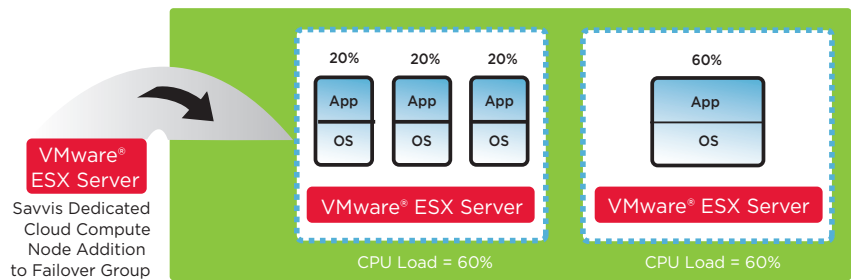 20% 20% 20%
App App App
OS OS OS
VMware® ESX Server
CPU Load = 60%
60%
App
OS
VMware® ESX Server
CPU Load = 60%
VMware®
ESX Server
Savvis Dedicated
Cloud Compute
Node Addition
to Failover Group